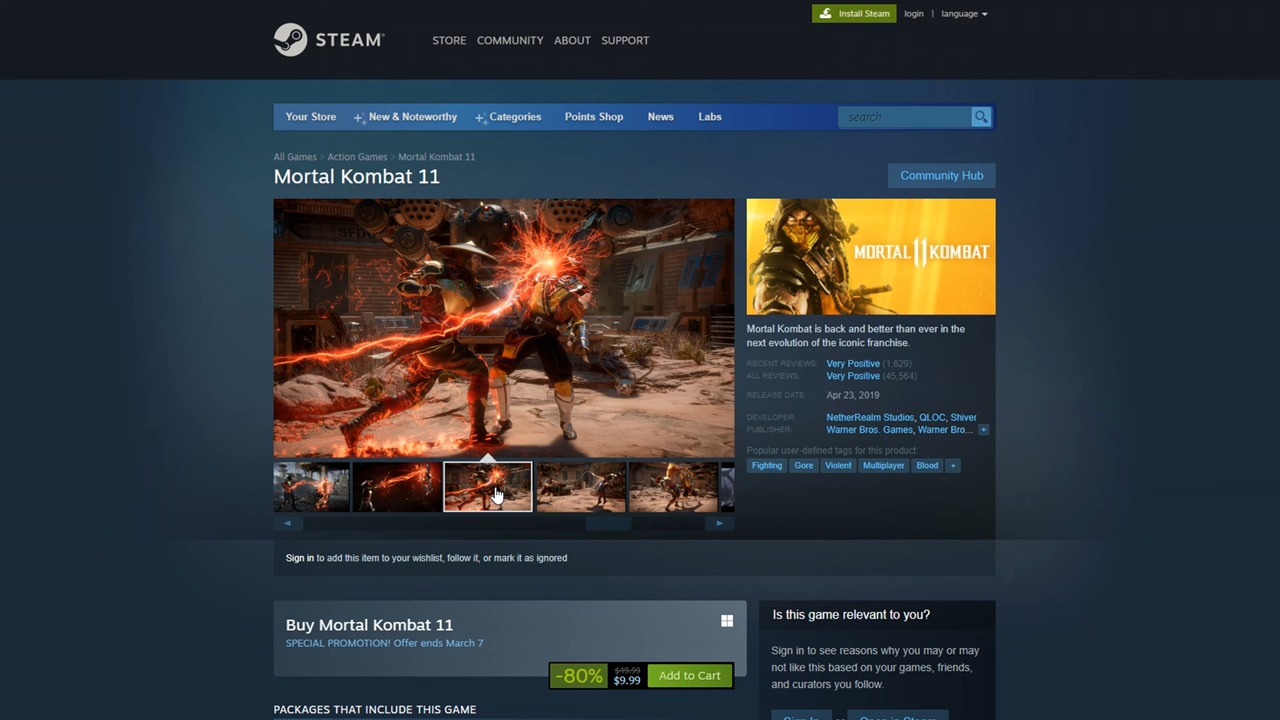 Install Steam
login | language
STEAM
STORE COMMUNITY ABOUT SUPPORT
Your Store New & Noteworthy Categories Points Shop News Labs search
All Games > Action Games > Mortal Kombat 11
Mortal Kombat 11
Community Hub
MORTAL 11 KOMBAT
Mortal Kombat is back and better than ever in the
next evolution of the iconic franchise.
RECENT REVIEWS: Very Positive (1,629)
ALL REVIEWS: Very Positive (45,564)
RELEASE DATE: Apr 23, 2019
DEVELOPER: NetherRealm Studios, QLOC, Shiver
PUBLISHER: Warner Bros. Games, Warner Bro... +
Popular user-defined tags for this product:
Fighting Gore Violent Multiplayer Blood +
Sign in to add this item to your wishlist, follow it, or mark it as ignored
Buy Mortal Kombat 11
SPECIAL PROMOTION! Offer ends March 7
-80% $49.99 $9.99 Add to Cart
PACKAGES THAT INCLUDE THIS GAME
Is this game relevant to you?
Sign in to see reasons why you may or may
not like this based on your games, friends,
and curators you follow.
Sign In or Open in Steam